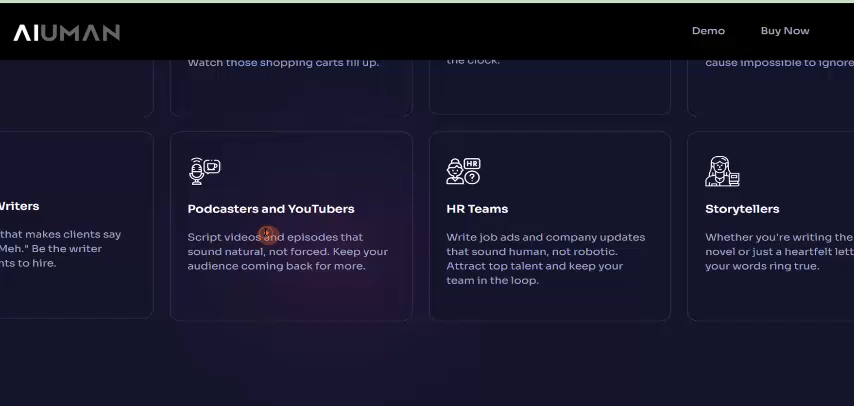 AIUMAN
Demo
Buy Now
Watch those shopping carts fill up.
the clock.
cause impossible to ignore
Writers
that makes clients say
"Meh." Be the writer
to hire.
Podcasters and YouTubers
Script videos and episodes that
sound natural, not forced. Keep your
audience coming back for more.
HR
HR Teams
Write job ads and company updates
that sound human, not robotic.
Attract top talent and keep your
team in the loop.
Storytellers
Whether you're writing the
novel or just a heartfelt
your words ring true.